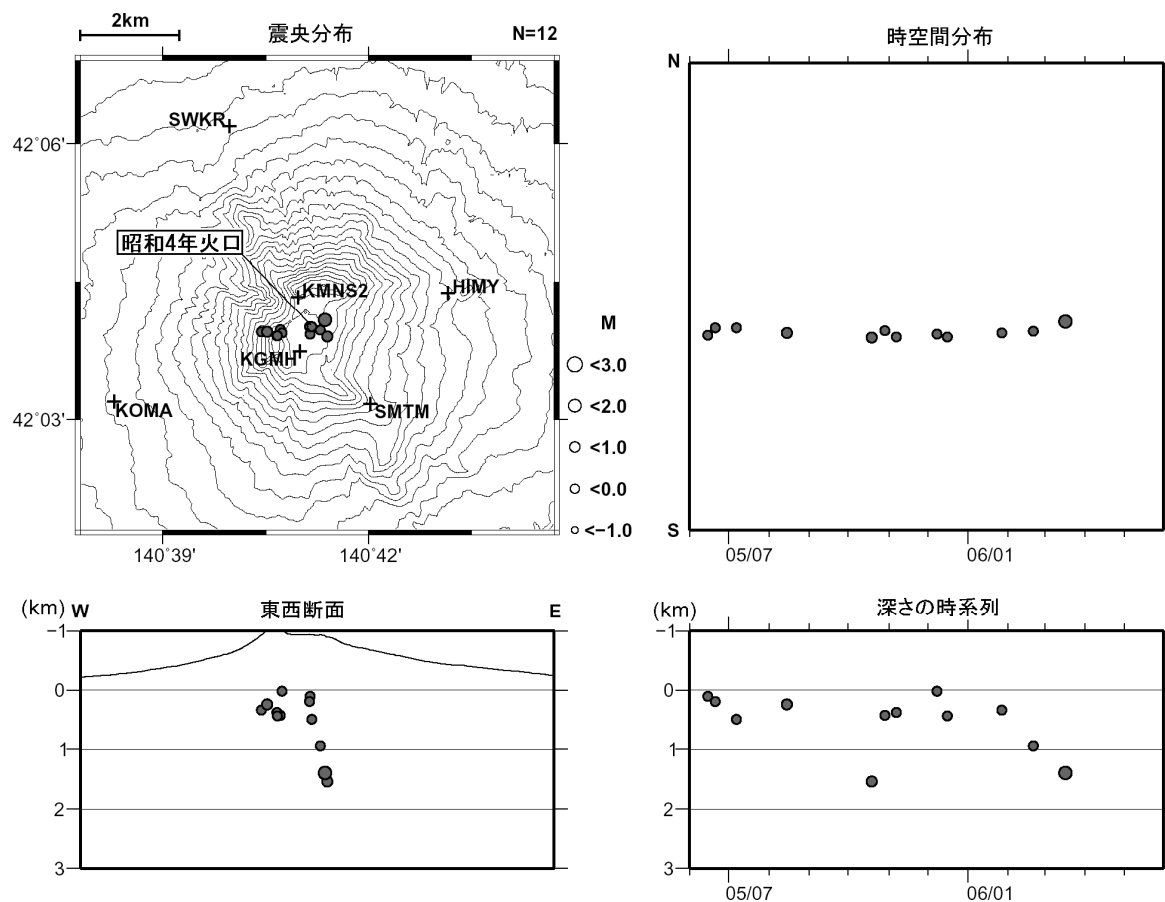 2km
震央分布
N=12
42°06'
42°03'
140°39'
140°42'
SWKR
昭和4年火口
KMNS2
HIMY
KGMH
KOMA
SMTM
M
<3.0
<2.0
<1.0
<0.0
<−1.0
時空間分布
N
S
05/07
06/01
(km)
W
東西断面
E
−1
0
1
2
3
(km)
深さの時系列
−1
0
1
2
3
05/07
06/01